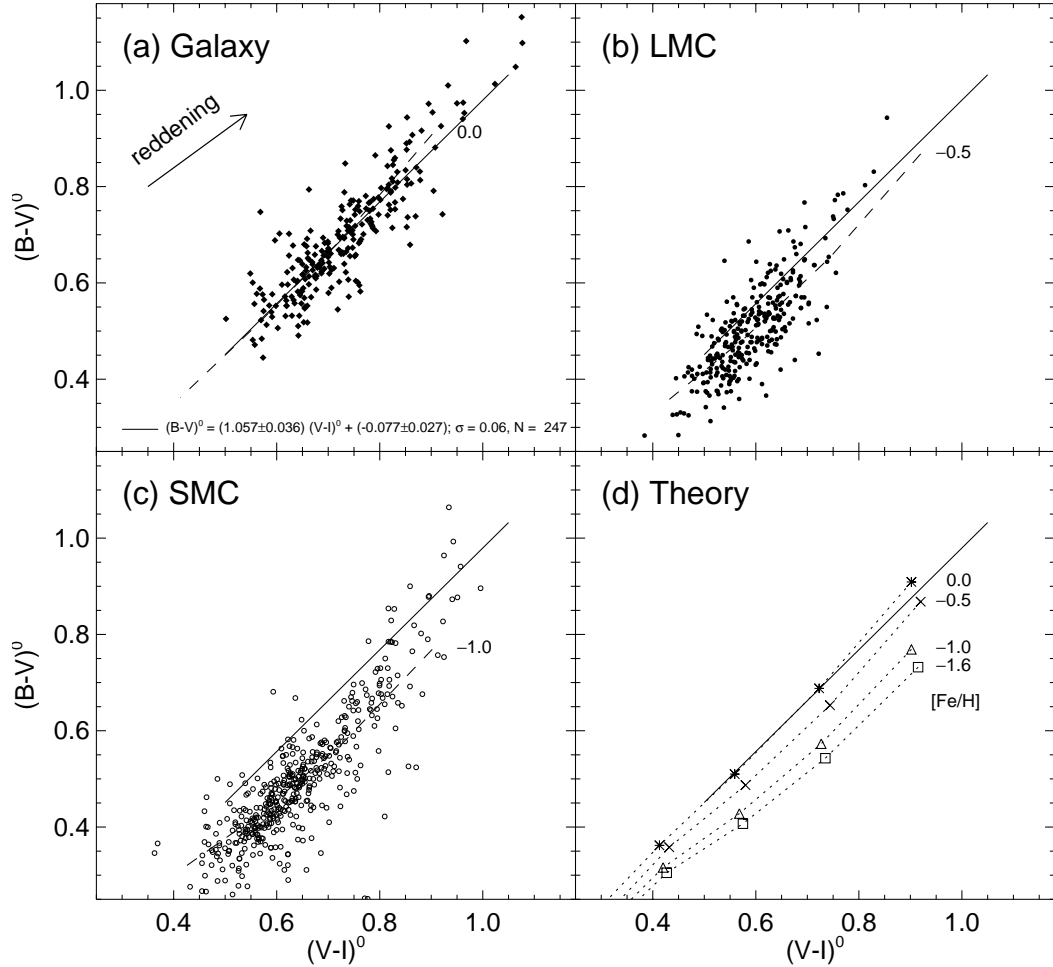 (a) Galaxy
(b) LMC
reddening
0.0
−0.5
(B-V)⁰
1.0
0.8
0.6
0.4
(B-V)⁰ = (1.057±0.036) (V-I)⁰ + (-0.077±0.027); σ = 0.06, N = 247
(c) SMC
(d) Theory
−1.0
0.0
−0.5
−1.0
−1.6
[Fe/H]
(B-V)⁰
1.0
0.8
0.6
0.4
0.4 0.6 0.8 1.0
0.4 0.6 0.8 1.0
(V-I)⁰
(V-I)⁰